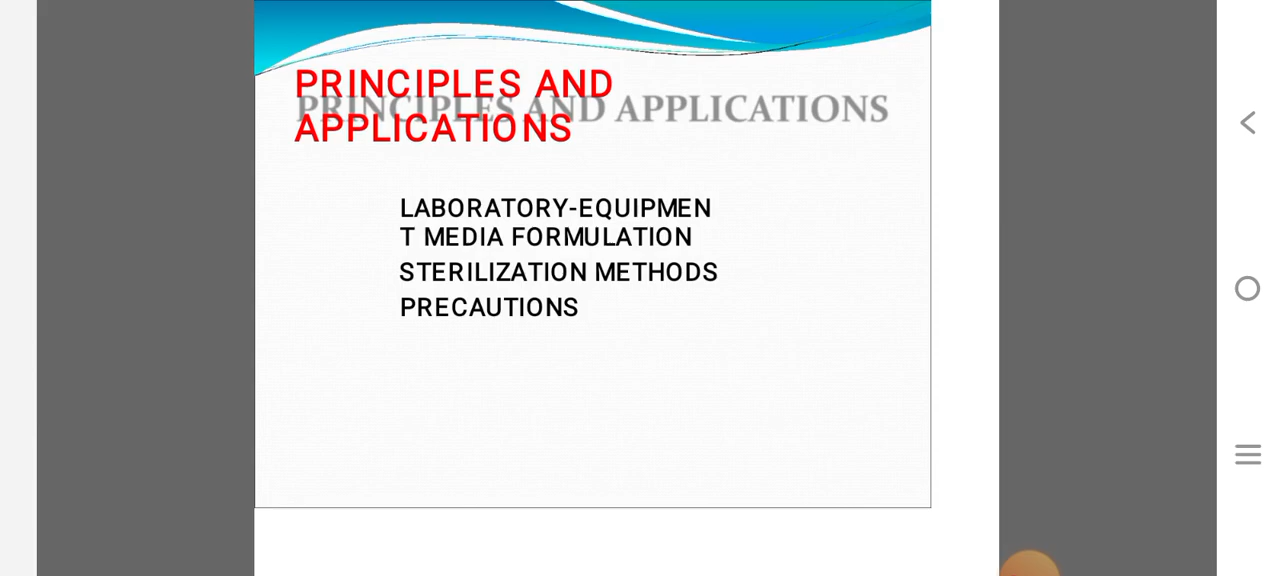 PRINCIPLES AND
APPLICATIONS
PRINCIPLES AND APPLICATIONS
LABORATORY-EQUIPMEN
T MEDIA FORMULATION
STERILIZATION METHODS
PRECAUTIONS